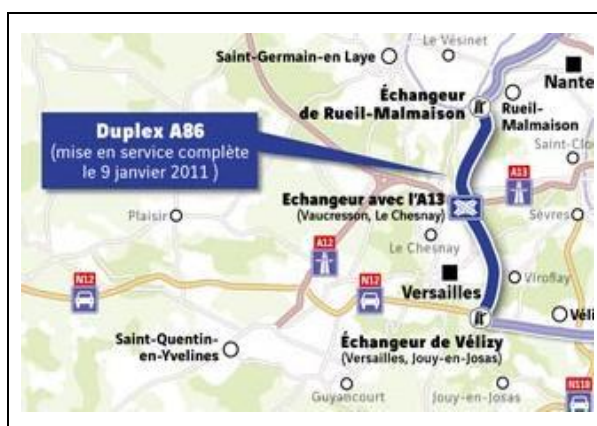 Le Vésinet
Saint-Germain-en Laye
Nante
Échangeur
de Rueil-Malmaison
Rueil-
Malmaison
Duplex A86
(mise en service complète
le 9 janvier 2011 )
Saint-Clo
Echangeur avec l'A13
(Vaucresson, Le Chesnay)
A13
Plaisir
Sèvres
Le Chesnay
A12
N12
N12
Versailles
Viroflay
Véli
Échangeur de Vélizy
(Versailles, Jouy-en-Josas)
Saint-Quentin-
en-Yvelines
N118
Guyancourt
Jouy-en-Josas